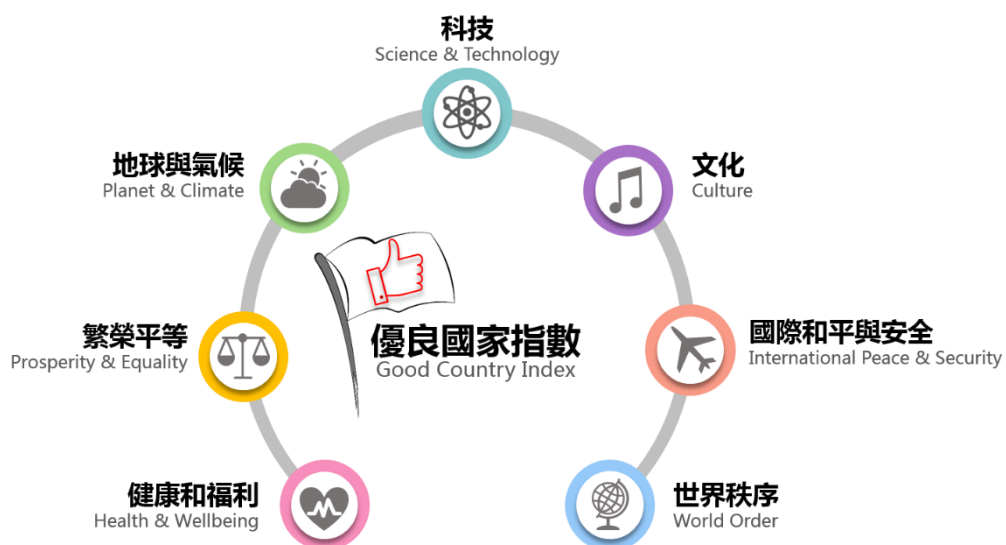 科技
Science & Technology
地球與氣候
Planet & Climate
文化
Culture
優良國家指數
Good Country Index
繁榮平等
Prosperity & Equality
國際和平與安全
International Peace & Security
健康和福利
Health & Wellbeing
世界秩序
World Order